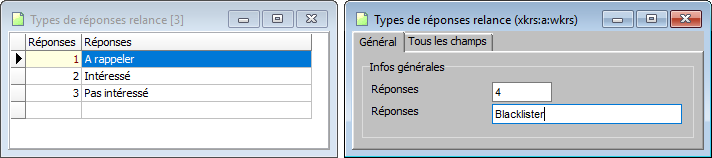 Types de réponses relance [3]
Réponses Réponses
1 A rappeler
2 Intéressé
3 Pas intéressé
Types de réponses relance (xkrs:a:wkrs)
Général Tous les champs
Infos générales
Réponses 4
Réponses Blacklister